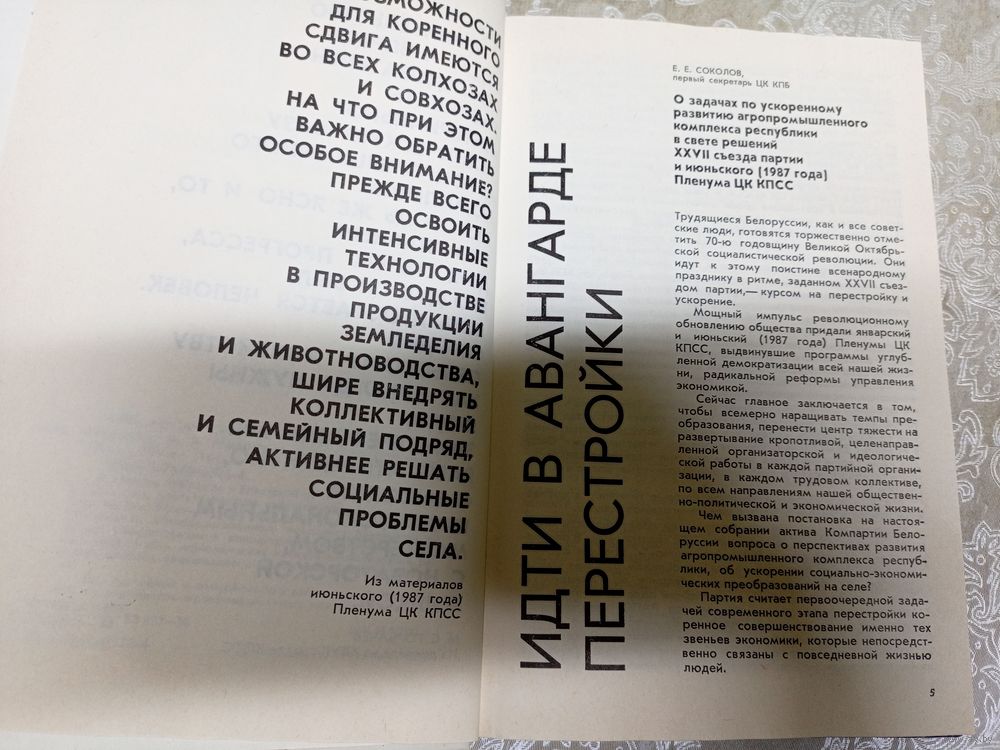 ВОЗМОЖНОСТИ
ДЛЯ КОРЕННОГО
СДВИГА ИМЕЮТСЯ
ВО ВСЕХ КОЛХОЗАХ
И СОВХОЗАХ.
НА ЧТО ПРИ ЭТОМ
ВАЖНО ОБРАТИТЬ
ОСОБОЕ ВНИМАНИЕ?
ПРЕЖДЕ ВСЕГО
ОСВОИТЬ
ИНТЕНСИВНЫЕ
ТЕХНОЛОГИИ
В ПРОИЗВОДСТВЕ
ПРОДУКЦИИ
ЗЕМЛЕДЕЛИЯ
И ЖИВОТНОВОДСТВА,
ШИРЕ ВНЕДРЯТЬ
КОЛЛЕКТИВНЫЙ
И СЕМЕЙНЫЙ ПОДРЯД,
АКТИВНЕЕ РЕШАТЬ
СОЦИАЛЬНЫЕ
ПРОБЛЕМЫ
СЕЛА.
Из материалов
июньского (1987 года)
Пленума ЦК КПСС
ИДТИ В АВАНГАРДЕ
ПЕРЕСТРОЙКИ
Е. Е. СОКОЛОВ,
первый секретарь ЦК КПБ
О задачах по ускоренному
развитию агропромышленного
комплекса республики
в свете решений
XXVII съезда партии
и июньского (1987 года)
Пленума ЦК КПСС
Трудящиеся Белоруссии, как и все совет-
ские люди, готовятся торжественно отме-
тить 70-ю годовщину Великой Октябрь-
ской социалистической революции. Они
идут к этому поистине всенародному
празднику в ритме, заданном XXVII съез-
дом партии,— курсом на перестройку и
ускорение.
Мощный импульс революционному
обновлению общества придали январский
и июньский (1987 года) Пленумы ЦК
КПСС, выдвинувшие программы углуб-
ленной демократизации всей нашей жиз-
ни, радикальной реформы управления
экономикой.
Сейчас главное заключается в том,
чтобы всемерно наращивать темпы пре-
образования, перенести центр тяжести на
развертывание кропотливой, целенаправ-
ленной организаторской и идеологиче-
ской работы в каждой партийной органи-
зации, в каждом трудовом коллективе,
по всем направлениям нашей обществен-
но-политической и экономической жизни.
Чем вызвана постановка на настоя-
щем собрании актива Компартии Бело-
руссии вопроса о перспективах развития
агропромышленного комплекса респуб-
лики, об ускорении социально-экономи-
ческих преобразований на селе?
Партия считает первоочередной зада-
чей современного этапа перестройки ко-
ренное совершенствование именно тех
звеньев экономики, которые непосредст-
венно связаны с повседневной жизнью
людей.
5